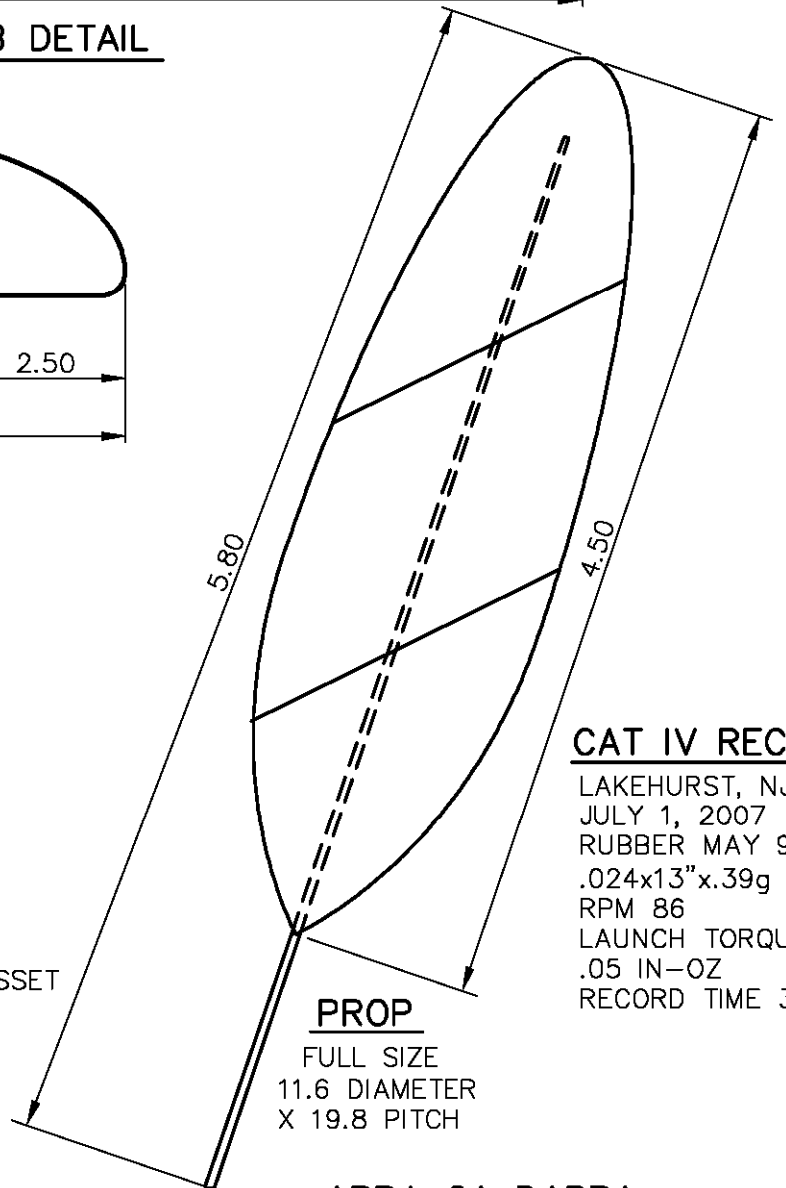 DETAIL
2.50
5.80
4.50
CAT IV REC
LAKEHURST, NJ
JULY 1, 2007
RUBBER MAY 9
.024x13"x.39g
RPM 86
LAUNCH TORQU
.05 IN-OZ
RECORD TIME 3
SSET
PROP
FULL SIZE
11.6 DIAMETER
X 19.8 PITCH